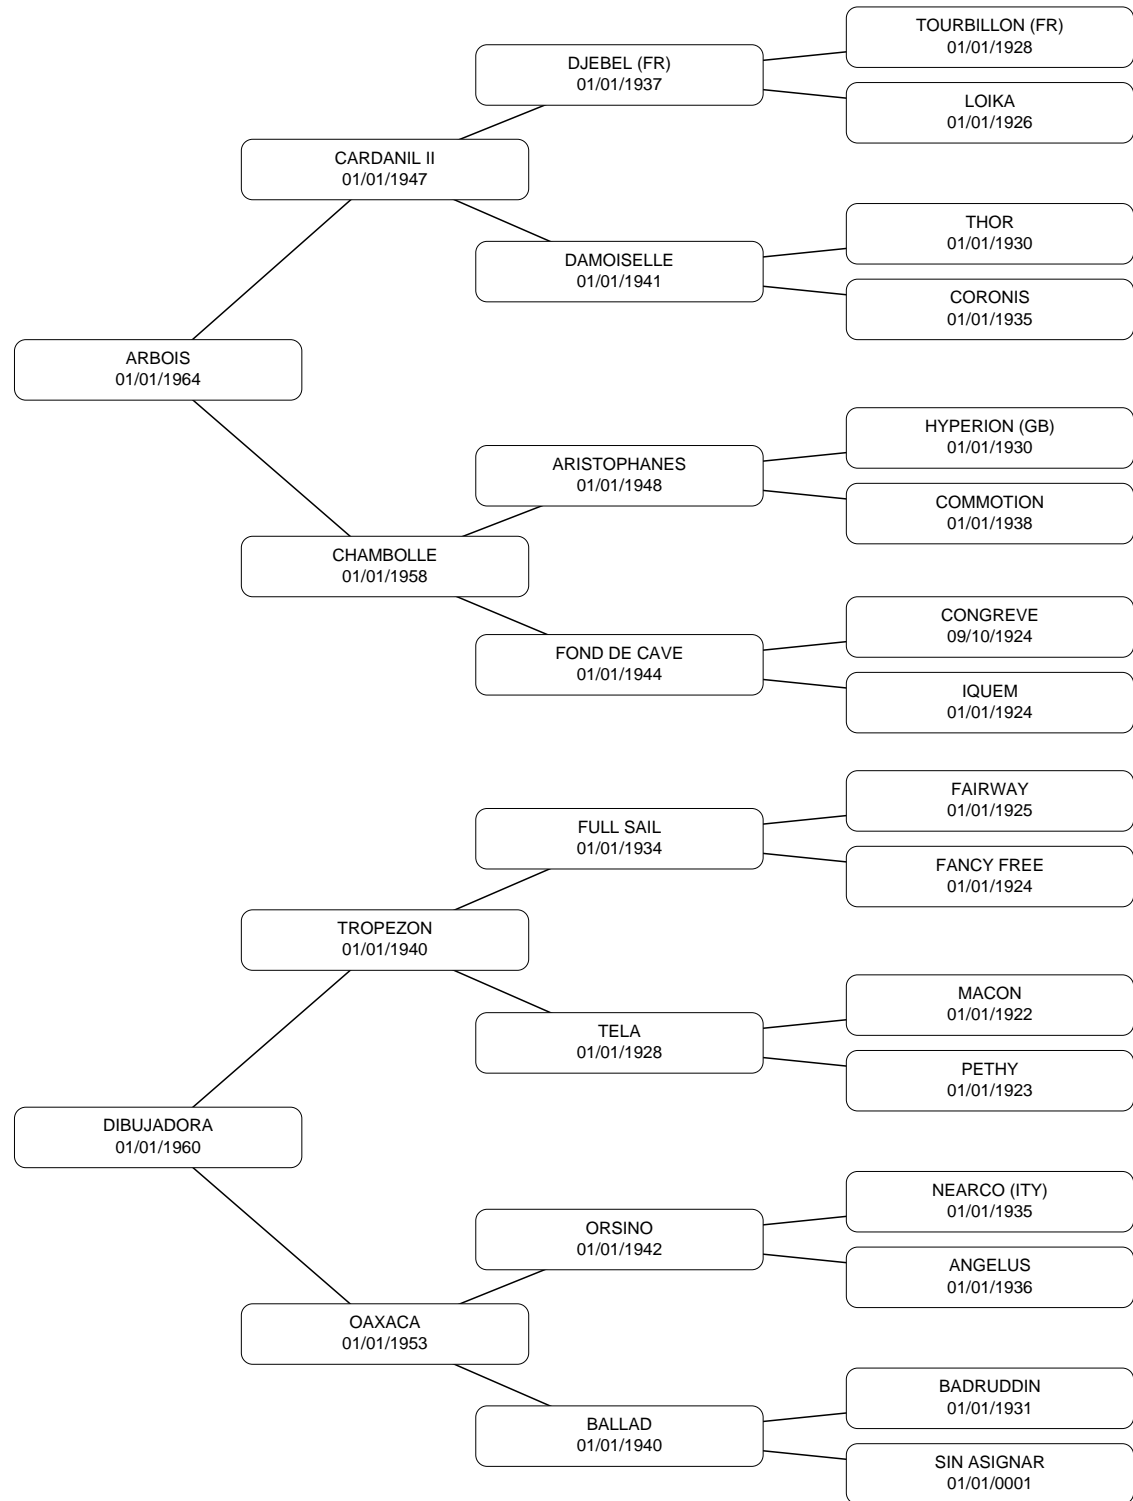 TOURBILLON (FR)
01/01/1928
DJEBEL (FR)
01/01/1937
LOIKA
01/01/1926
CARDANIL II
01/01/1947
THOR
01/01/1930
DAMOISELLE
01/01/1941
CORONIS
01/01/1935
ARBOIS
01/01/1964
HYPERION (GB)
01/01/1930
ARISTOPHANES
01/01/1948
COMMOTION
01/01/1938
CHAMBOLLE
01/01/1958
CONGREVE
09/10/1924
FOND DE CAVE
01/01/1944
IQUEM
01/01/1924
FAIRWAY
01/01/1925
FULL SAIL
01/01/1934
FANCY FREE
01/01/1924
TROPEZON
01/01/1940
MACON
01/01/1922
TELA
01/01/1928
PETHY
01/01/1923
DIBUJADORA
01/01/1960
NEARCO (ITY)
01/01/1935
ORSINO
01/01/1942
ANGELUS
01/01/1936
OAXACA
01/01/1953
BADRUDDIN
01/01/1931
BALLAD
01/01/1940
SIN ASIGNAR
01/01/0001